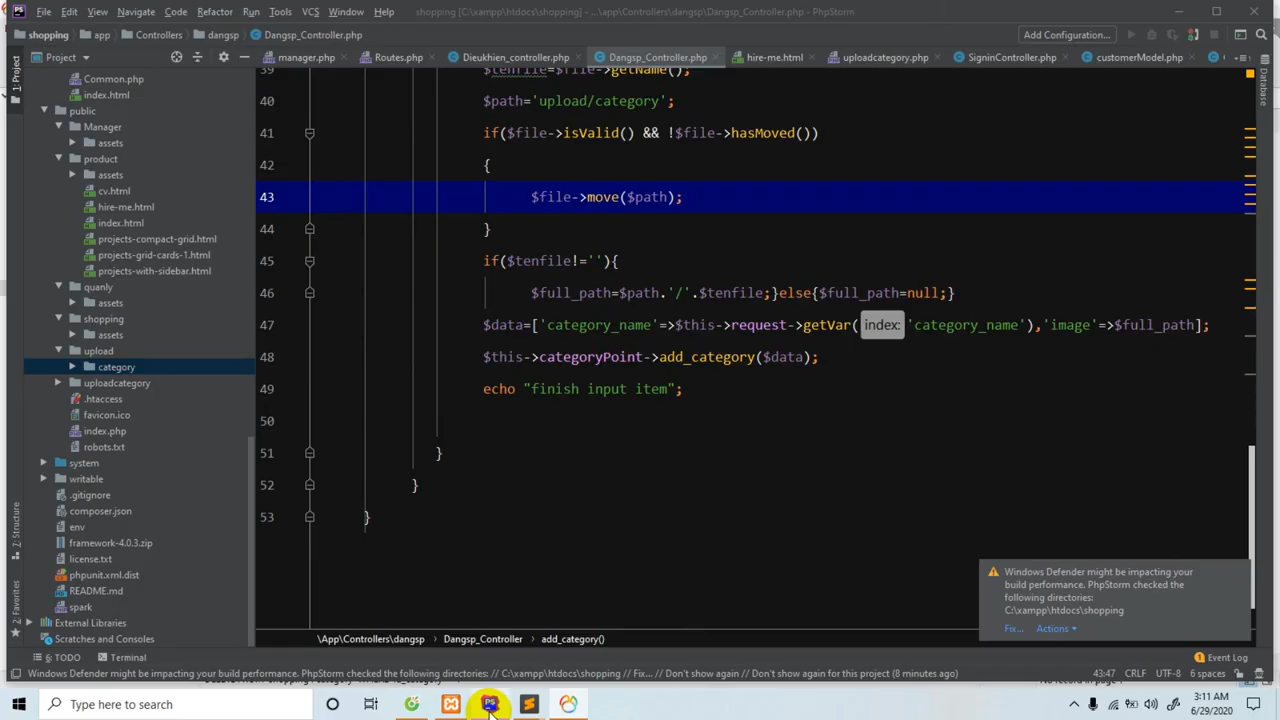 File Edit View Navigate Code Refactor Run Tools VCS Window Help shopping [C:\xampp\htdocs\shopping] - ...\app\Controllers\dangsp\Dangsp_Controller.php - PhpStorm
shopping app Controllers dangsp Dangsp_Controller.php Add Configuration...
Project manager.php Routes.php Dieukhien_controller.php Dangsp_Controller.php hire-me.html uploadcategory.php SigninController.php customerModel.php
1: Project
Database
Common.php
index.html
public
Manager
assets
product
assets
cv.html
hire-me.html
index.html
projects-compact-grid.html
projects-grid-cards-1.html
projects-with-sidebar.html
quanly
assets
shopping
assets
upload
category
uploadcategory
.htaccess
favicon.ico
index.php
robots.txt
system
writable
.gitignore
composer.json
env
framework-4.0.3.zip
license.txt
phpunit.xml.dist
README.md
spark
External Libraries
Scratches and Consoles
7: Structure
2: Favorites
39 $tenfile=$file->getName();
40 $path='upload/category';
41 if($file->isValid() && !$file->hasMoved())
42 {
43 $file->move($path);
44 }
45 if($tenfile!=''){
46 $full_path=$path.'/'.$tenfile;}else{$full_path=null;}
47 $data=['category_name'=>$this->request->getVar( index: 'category_name'),'image'=>$full_path];
48 $this->categoryPoint->add_category($data);
49 echo "finish input item";
50
51 }
52 }
53 }
Windows Defender might be impacting your
build performance. PhpStorm checked the
following directories:
C:\xampp\htdocs\shopping
Fix... Actions
\App\Controllers\dangsp Dangsp_Controller add_category()
6: TODO Terminal Event Log
Windows Defender might be impacting your build performance. PhpStorm checked the following directories: // C:\xampp\htdocs\shopping // Fix... // Don't show again // Don't show again for this project (8 minutes ago) 43:47 CRLF UTF-8 6 spaces
Type here to search
3:11 AM
6/29/2020